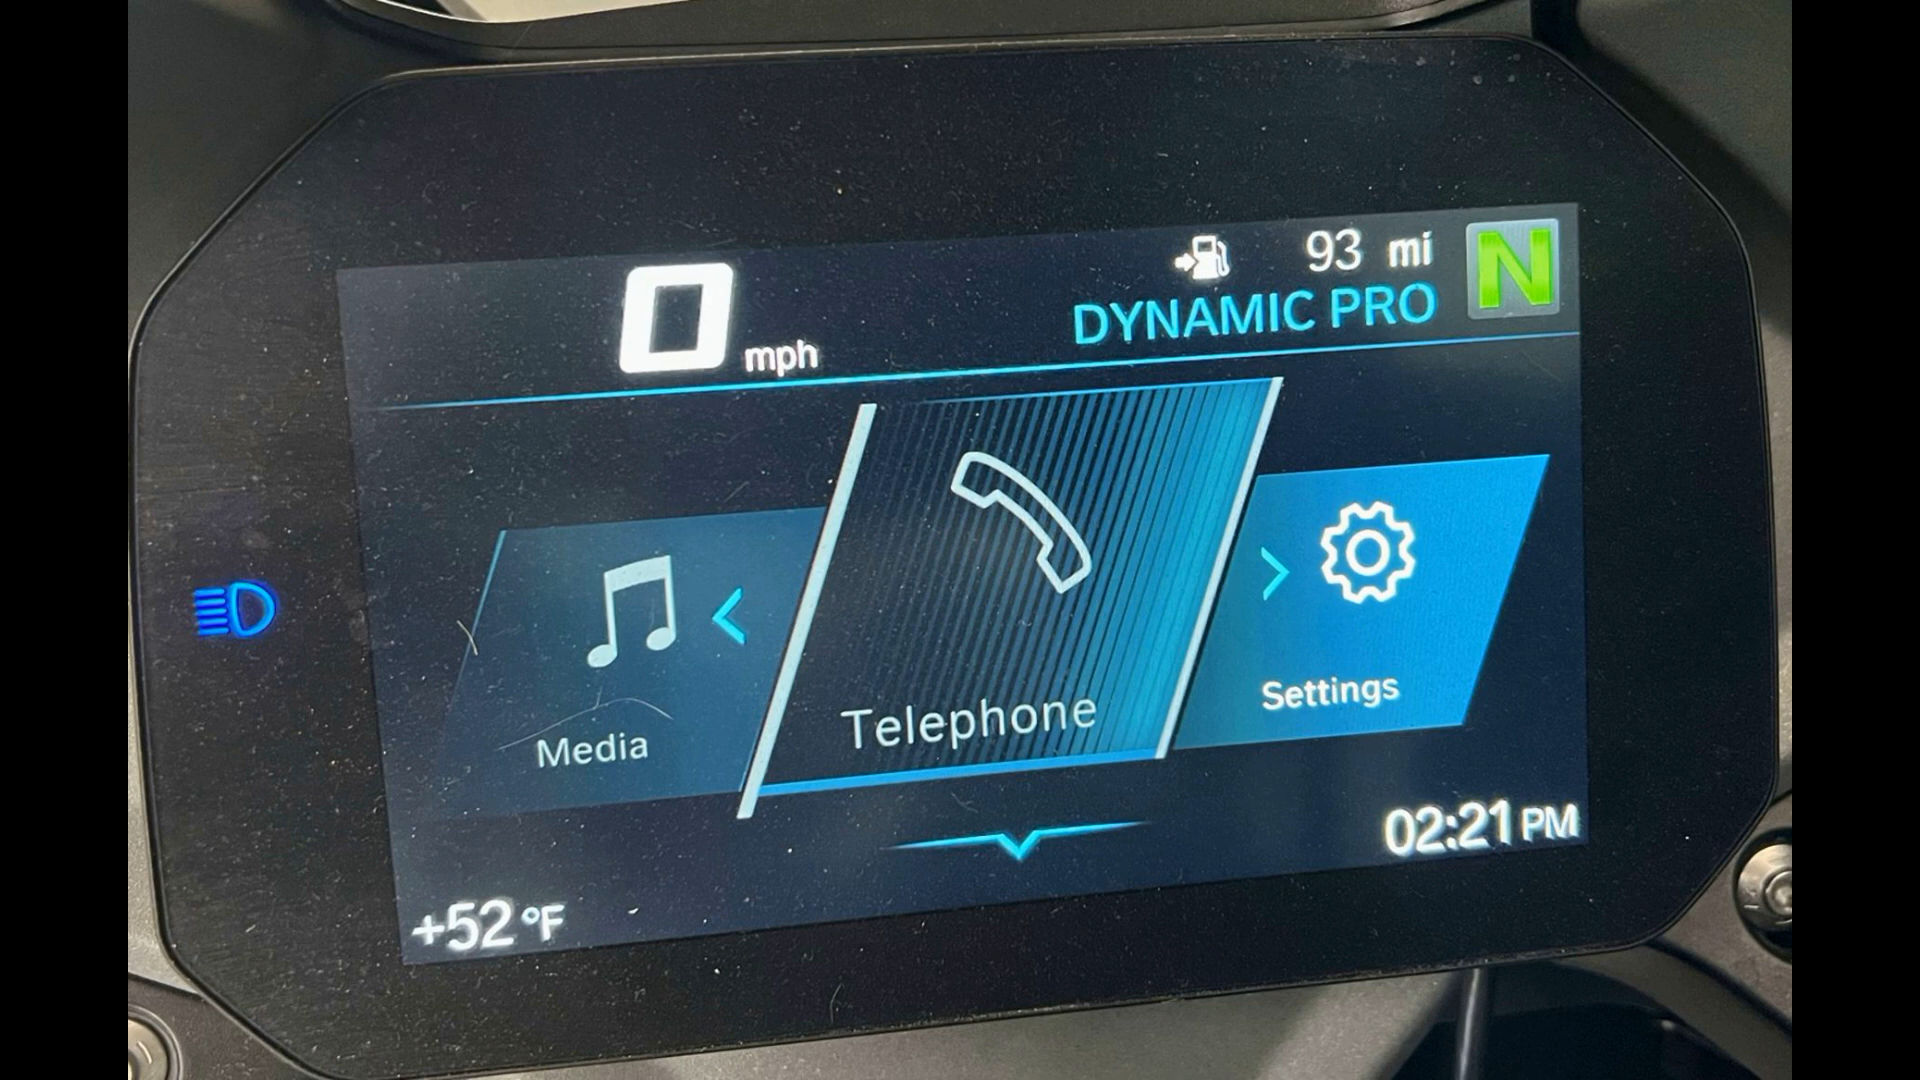 0 mph
93 mi
DYNAMIC PRO
N
Media
Telephone
Settings
02:21 PM
+52 °F